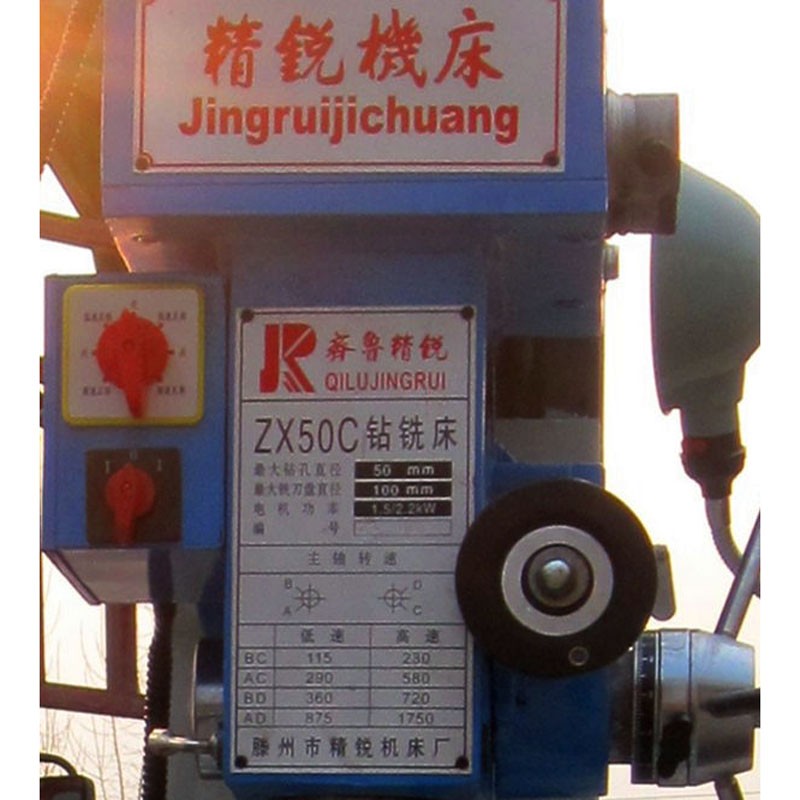 精銳機床
Jingruijichuang
齊鲁精锐
QILUJINGRUI
ZX50C钻铣床
最大钻孔直径 50 mm
最大铣刀盘直径 100 mm
电机功率 1.5/2.2kW
编号
主轴转速
B D
A C
低速 高速
BC 115 230
AC 290 580
BD 360 720
AD 875 1750
滕州市精锐机床厂